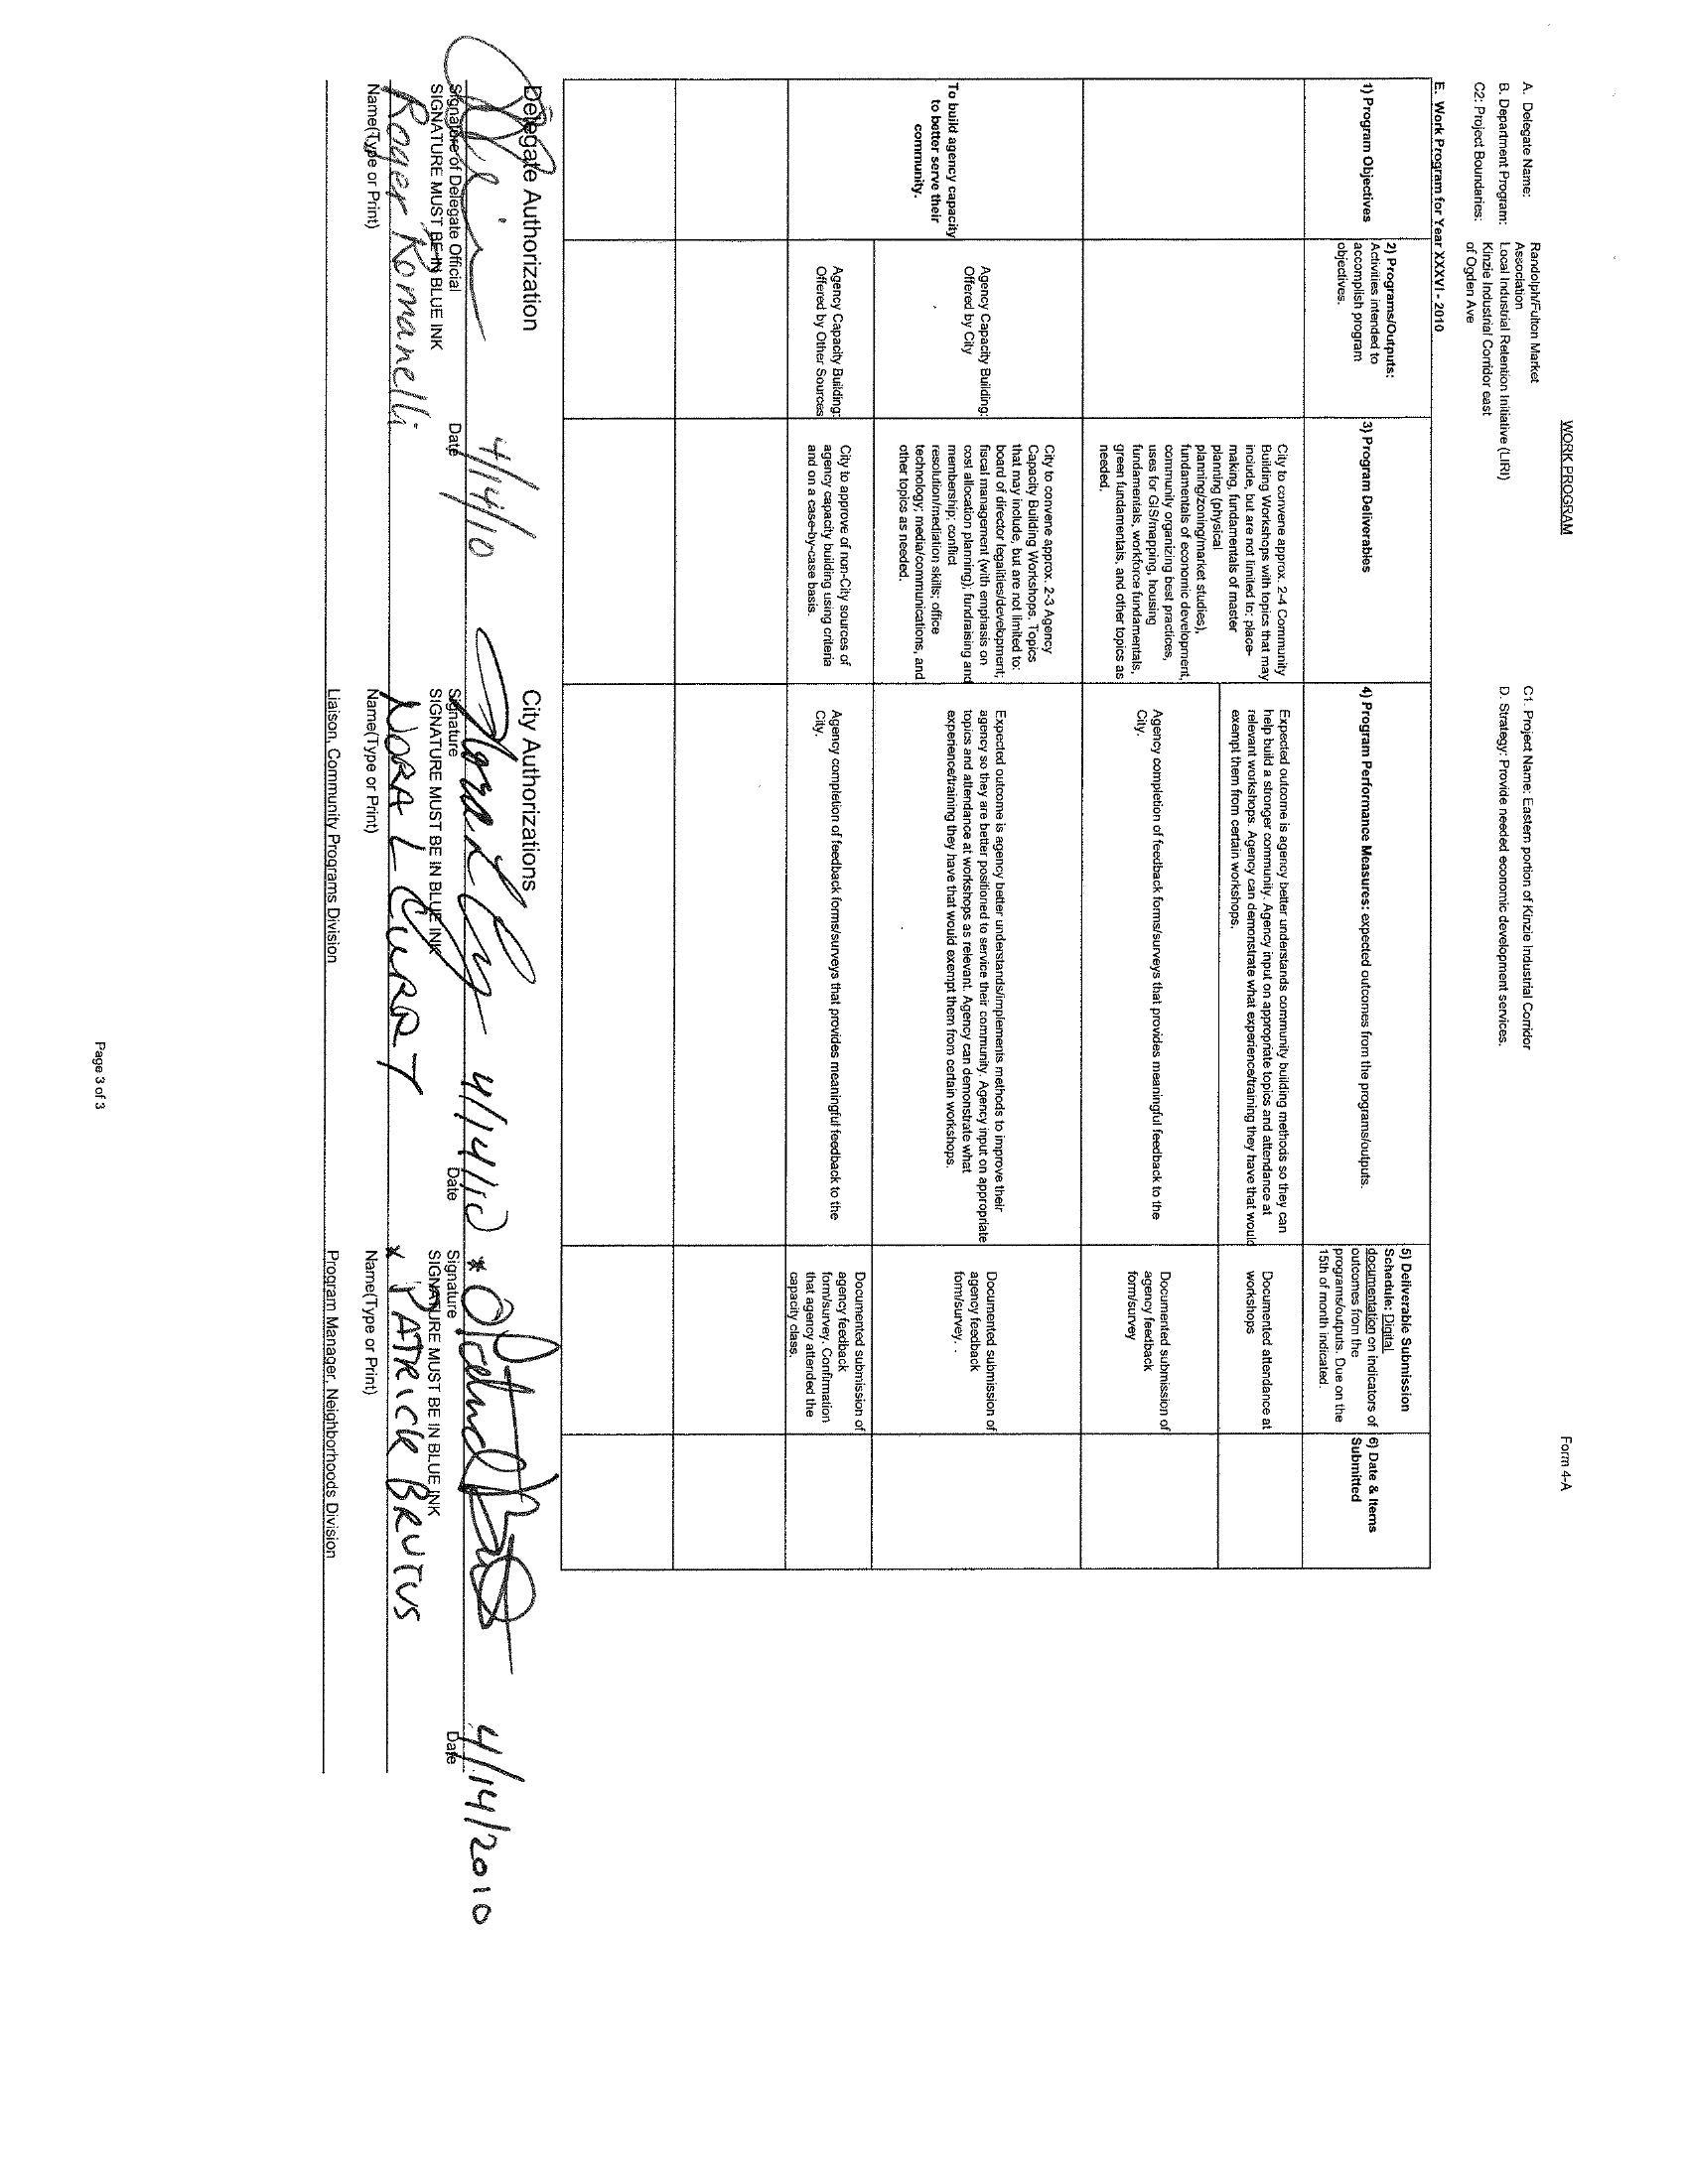 WORK PROGRAM
Form 4-A
A. Delegate Name:
Randolph/Fulton Market
Association
B. Department Program:
Local Industrial Retention Initiative (LIRI)
C2: Project Boundaries:
Kinzie Industrial Corridor east
of Ogden Ave
C1. Project Name: Eastern portion of Kinzie Industrial Corridor
D. Strategy: Provide needed economic development services.
E. Work Program for Year XXXVI - 2010
1) Program Objectives
2) Programs/Outputs:
Activities intended to
accomplish program
objectives.
3) Program Deliverables
4) Program Performance Measures: expected outcomes from the programs/outputs.
5) Deliverable Submission
Schedule: Digital
documentation on indicators of
outcomes from the
programs/outputs. Due on the
15th of month indicated.
6) Date & Items
Submitted
City to convene approx. 2-4 Community
Building Workshops with topics that may
include, but are not limited to; place-
making, fundamentals of master
planning (physical
planning/zoning/market studies),
fundamentals of economic development,
community organizing best practices,
uses for GIS/mapping, housing
fundamentals, workforce fundamentals,
green fundamentals, and other topics as
needed.
Expected outcome is agency better understands community building methods so they can
help build a stronger community. Agency input on appropriate topics and attendance at
relevant workshops. Agency can demonstrate what experience/training they have that would
exempt them from certain workshops.
Documented attendance at
workshops
Agency completion of feedback forms/surveys that provides meaningful feedback to the
City.
Documented submission of
agency feedback
form/survey
To build agency capacity
to better serve their
community.
Agency Capacity Building:
Offered by City
City to convene approx. 2-3 Agency
Capacity Building Workshops. Topics
that may include, but are not limited to:
board of director legalities/development;
fiscal management (with emphasis on
cost allocation planning); fundraising and
membership; conflict
resolution/mediation skills; office
technology; media/communications, and
other topics as needed.
Expected outcome is agency better understands/implements methods to improve their
agency so they are better positioned to service their community. Agency input on appropriate
topics and attendance at workshops as relevant. Agency can demonstrate what
experience/training they have that would exempt them from certain workshops.
Documented submission of
agency feedback
form/survey. .
Agency Capacity Building:
Offered by Other Sources
City to approve of non-City sources of
agency capacity building using criteria
and on a case-by-case basis.
Agency completion of feedback forms/surveys that provides meaningful feedback to the
City.
Documented submission of
agency feedback
form/survey. Confirmation
that agency attended the
capacity class.
Delegate Authorization
City Authorizations
4/14/10
4/14/10
*
4/14/2010
Signature of Delegate Official
Date
Signature
Date
Signature
Date
SIGNATURE MUST BE IN BLUE INK
SIGNATURE MUST BE IN BLUE INK
SIGNATURE MUST BE IN BLUE INK
Roger Romanelli
NORA L CURRY
* PATRICK BRUTUS
Name(Type or Print)
Name(Type or Print)
Name(Type or Print)
Liaison, Community Programs Division
Program Manager, Neighborhoods Division
Page 3 of 3